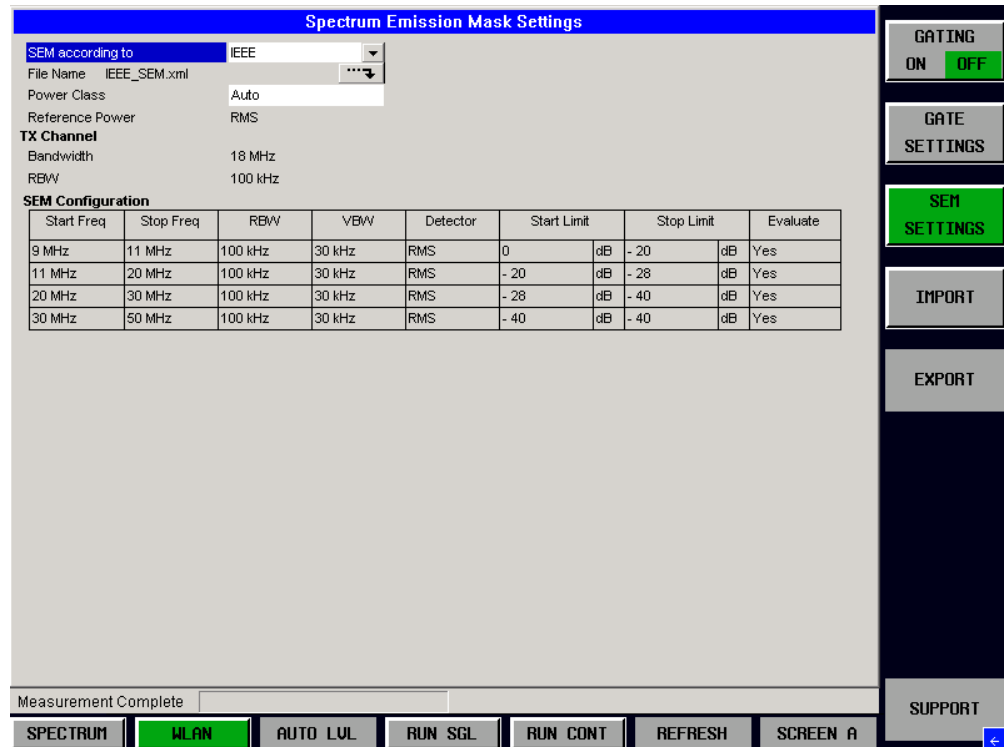 Spectrum Emission Mask Settings
SEM according to IEEE
File Name IEEE_SEM.xml
Power Class Auto
Reference Power RMS
TX Channel
Bandwidth 18 MHz
RBW 100 kHz
SEM Configuration
Start Freq Stop Freq RBW VBW Detector Start Limit Stop Limit Evaluate
9 MHz 11 MHz 100 kHz 30 kHz RMS 0 dB - 20 dB Yes
11 MHz 20 MHz 100 kHz 30 kHz RMS - 20 dB - 28 dB Yes
20 MHz 30 MHz 100 kHz 30 kHz RMS - 28 dB - 40 dB Yes
30 MHz 50 MHz 100 kHz 30 kHz RMS - 40 dB - 40 dB Yes
Measurement Complete
SPECTRUM WLAN AUTO LVL RUN SGL RUN CONT REFRESH SCREEN A
GATING
ON OFF
GATE
SETTINGS
SEM
SETTINGS
IMPORT
EXPORT
SUPPORT